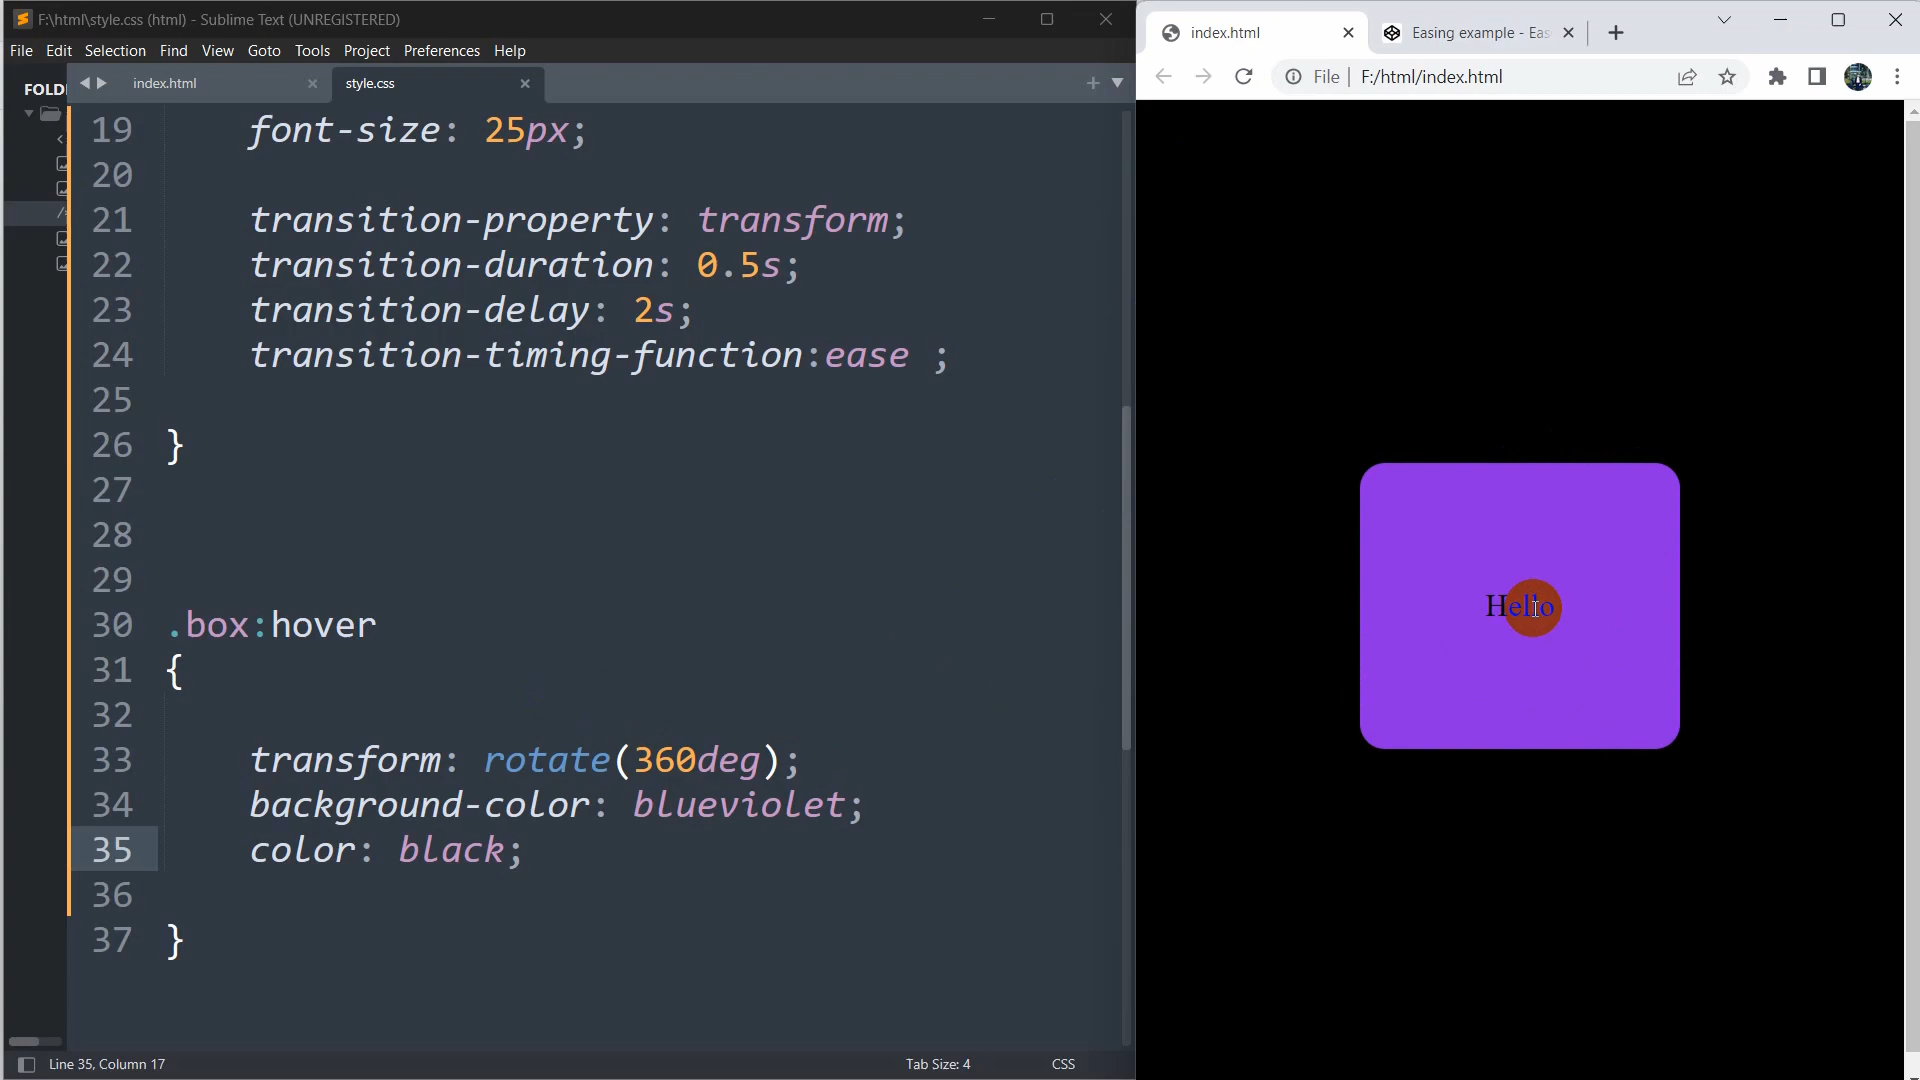 F:\html\style.css (html) - Sublime Text (UNREGISTERED)
File Edit Selection Find View Goto Tools Project Preferences Help
FOLD
index.html
style.css
19 font-size: 25px;
20
21 transition-property: transform;
22 transition-duration: 0.5s;
23 transition-delay: 2s;
24 transition-timing-function:ease ;
25
26 }
27
28
29
30 .box:hover
31 {
32
33 transform: rotate(360deg);
34 background-color: blueviolet;
35 color: black;
36
37 }
Line 35, Column 17
Tab Size: 4
CSS
index.html
Easing example - Eas
File F:/html/index.html
Hello